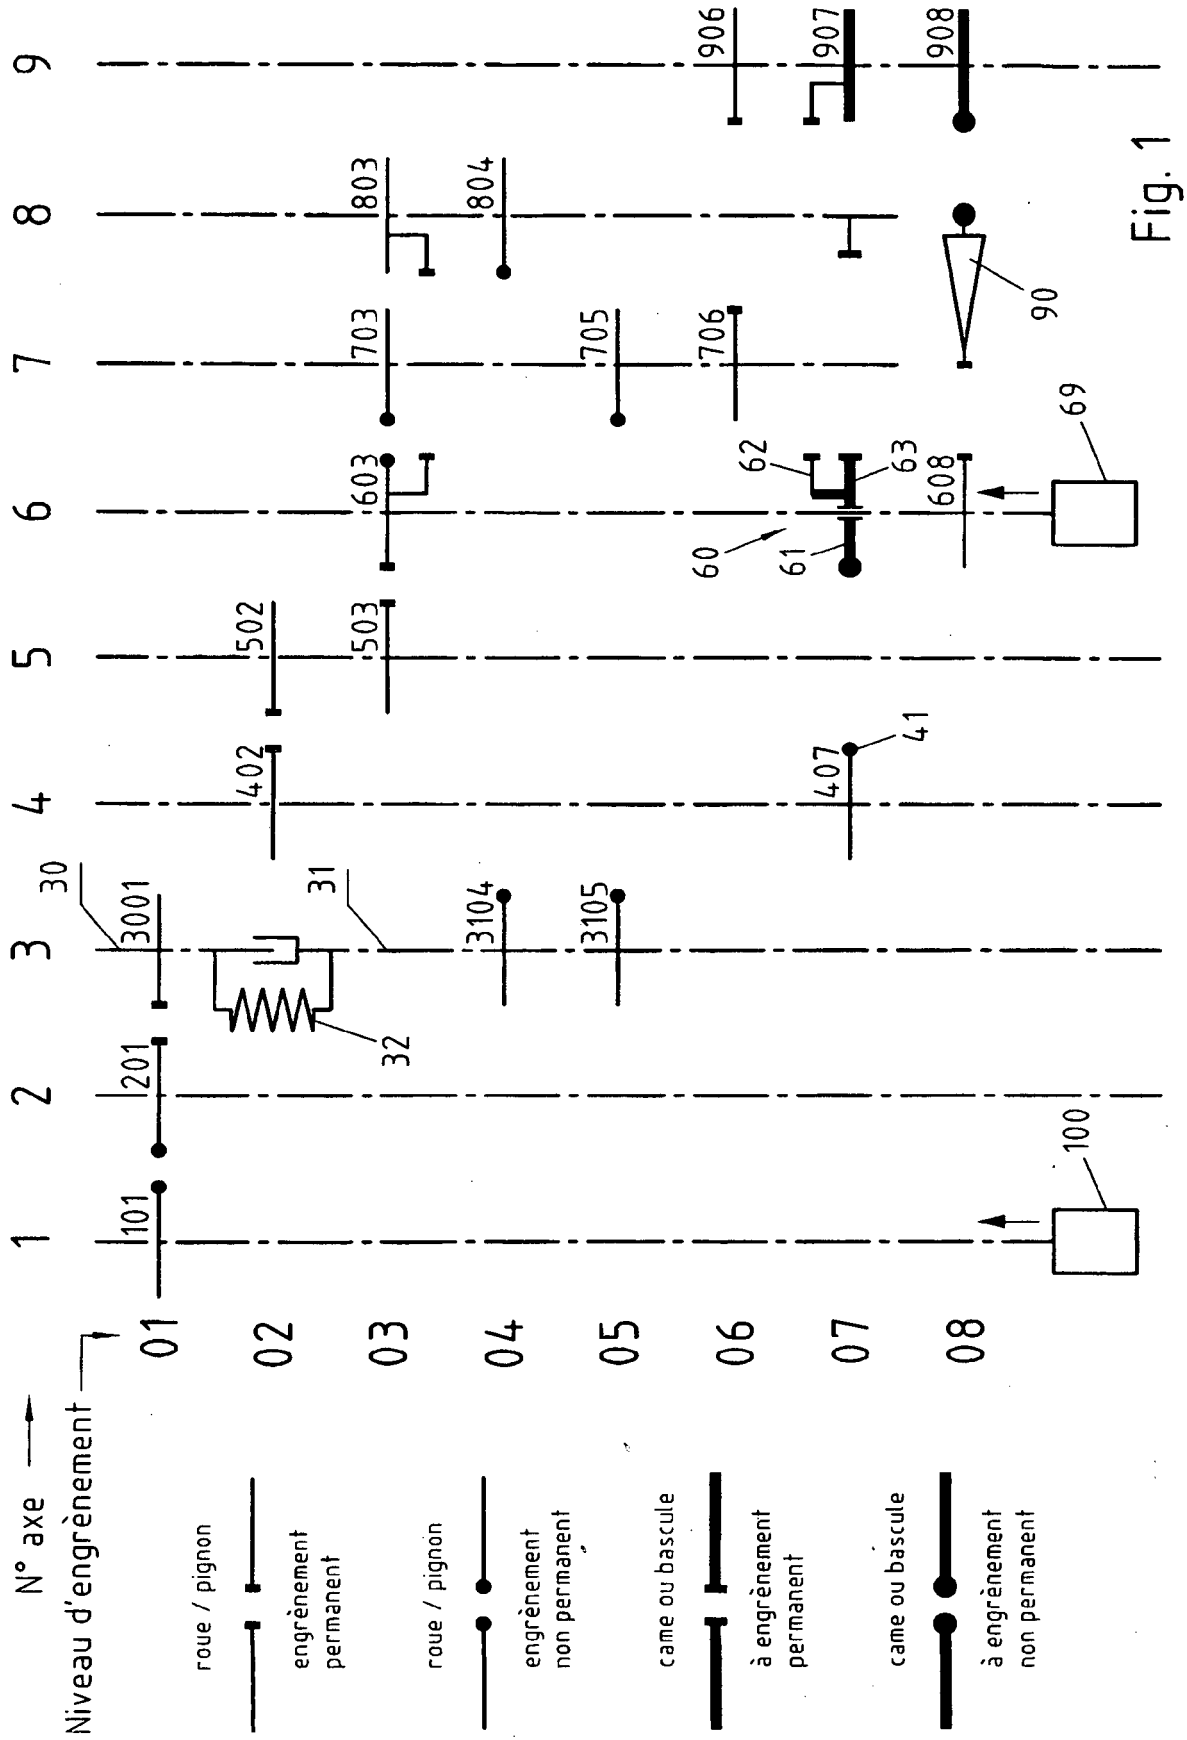 N° axe
1 2 3 4 5 6 7 8 9
Niveau d'engrènement
01
02
03
04
05
06
07
08
roue / pignon
engrènement
permanent
roue / pignon
engrènement
non permanent
came ou bascule
à engrènement
permanent
came ou bascule
à engrènement
non permanent
101
100
201
30
3001
32
31
3104
3105
402
407
41
502
503
603
60
61
62
63
608
69
703
705
706
803
804
90
906
907
908
Fig. 1